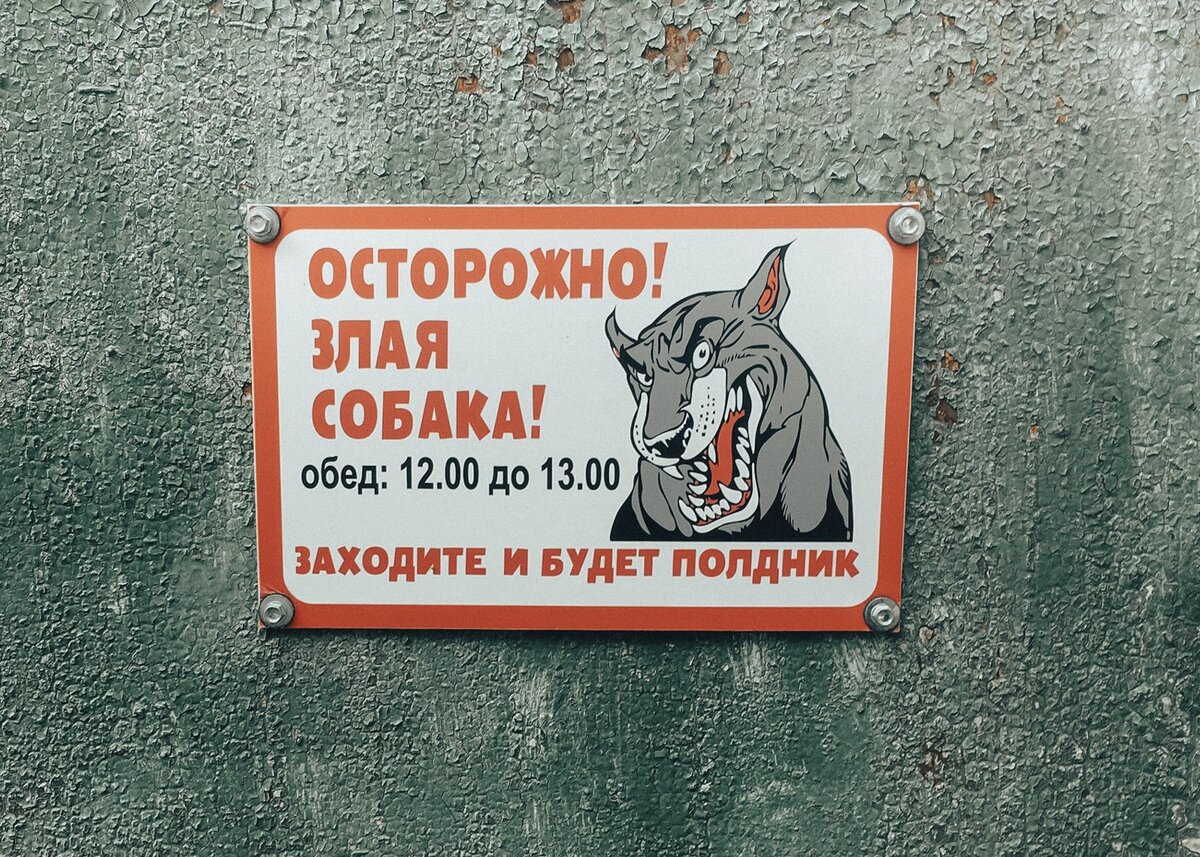 ОСТОРОЖНО!
ЗЛАЯ
СОБАКА!
обед: 12.00 до 13.00
ЗАХОДИТЕ И БУДЕТ ПОЛДНИК